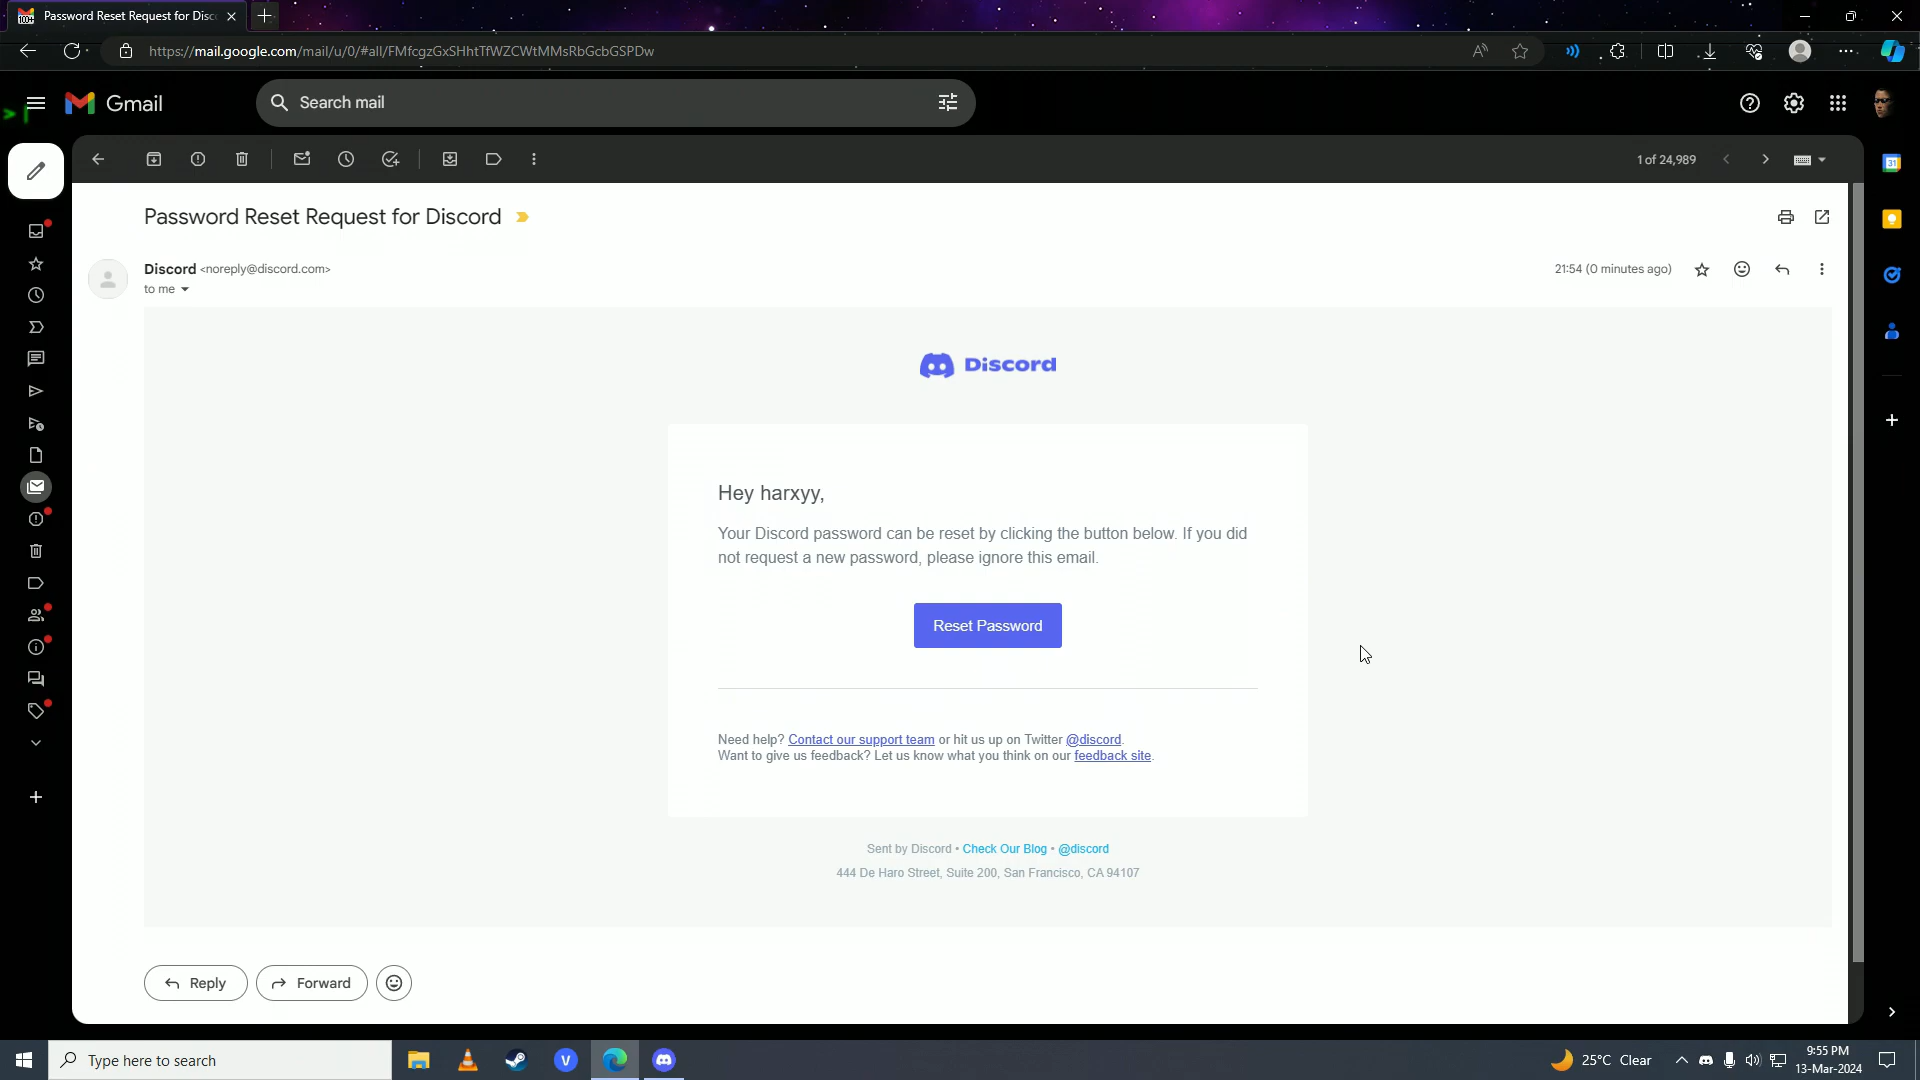 Password Reset Request for Disc
https://mail.google.com/mail/u/0/#all/FMfcgzGxSHhtTfWZCWtMMsRbGcbGSPDw
Gmail
Search mail
1 of 24,989
31
Password Reset Request for Discord
Discord <noreply@discord.com>
21:54 (0 minutes ago)
to me
Discord
Hey harxyy,
Your Discord password can be reset by clicking the button below. If you did
not request a new password, please ignore this email.
Reset Password
Need help? Contact our support team or hit us up on Twitter @discord.
Want to give us feedback? Let us know what you think on our feedback site.
Sent by Discord • Check Our Blog • @discord
444 De Haro Street, Suite 200, San Francisco, CA 94107
Reply
Forward
Type here to search
V
25°C Clear
9:55 PM
13-Mar-2024